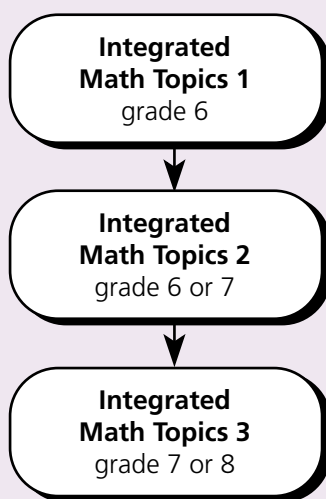 Integrated
Math Topics 1
grade 6
Integrated
Math Topics 2
grade 6 or 7
Integrated
Math Topics 3
grade 7 or 8